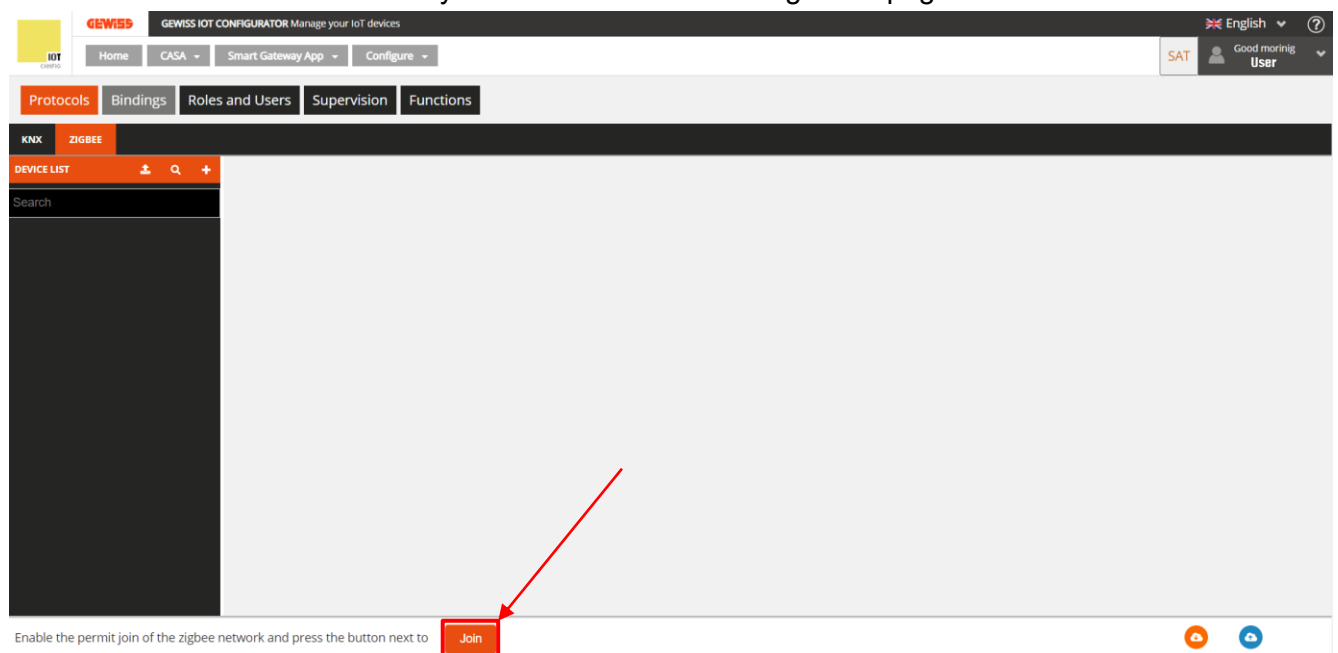 GEWISS GEWISS IOT CONFIGURATOR Manage your IoT devices English ?
IOT
CONFIG
Home CASA Smart Gateway App Configure SAT Good morinig
User
Protocols Bindings Roles and Users Supervision Functions
KNX ZIGBEE
DEVICE LIST
Search
Enable the permit join of the zigbee network and press the button next to Join